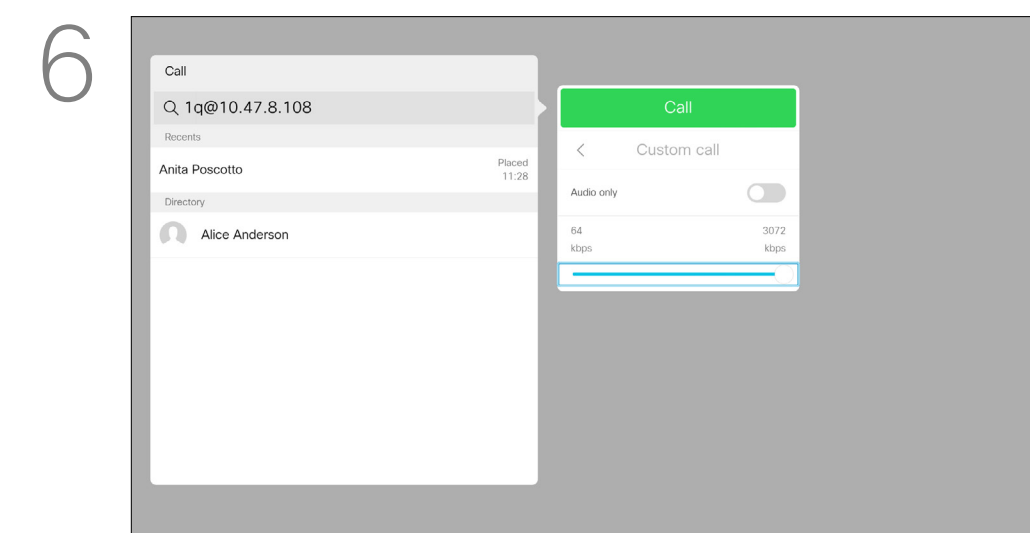 6
Call
1q@10.47.8.108
Recents
Anita Poscotto
Placed
11:28
Directory
Alice Anderson
Call
Custom call
Audio only
64 3072
kbps kbps